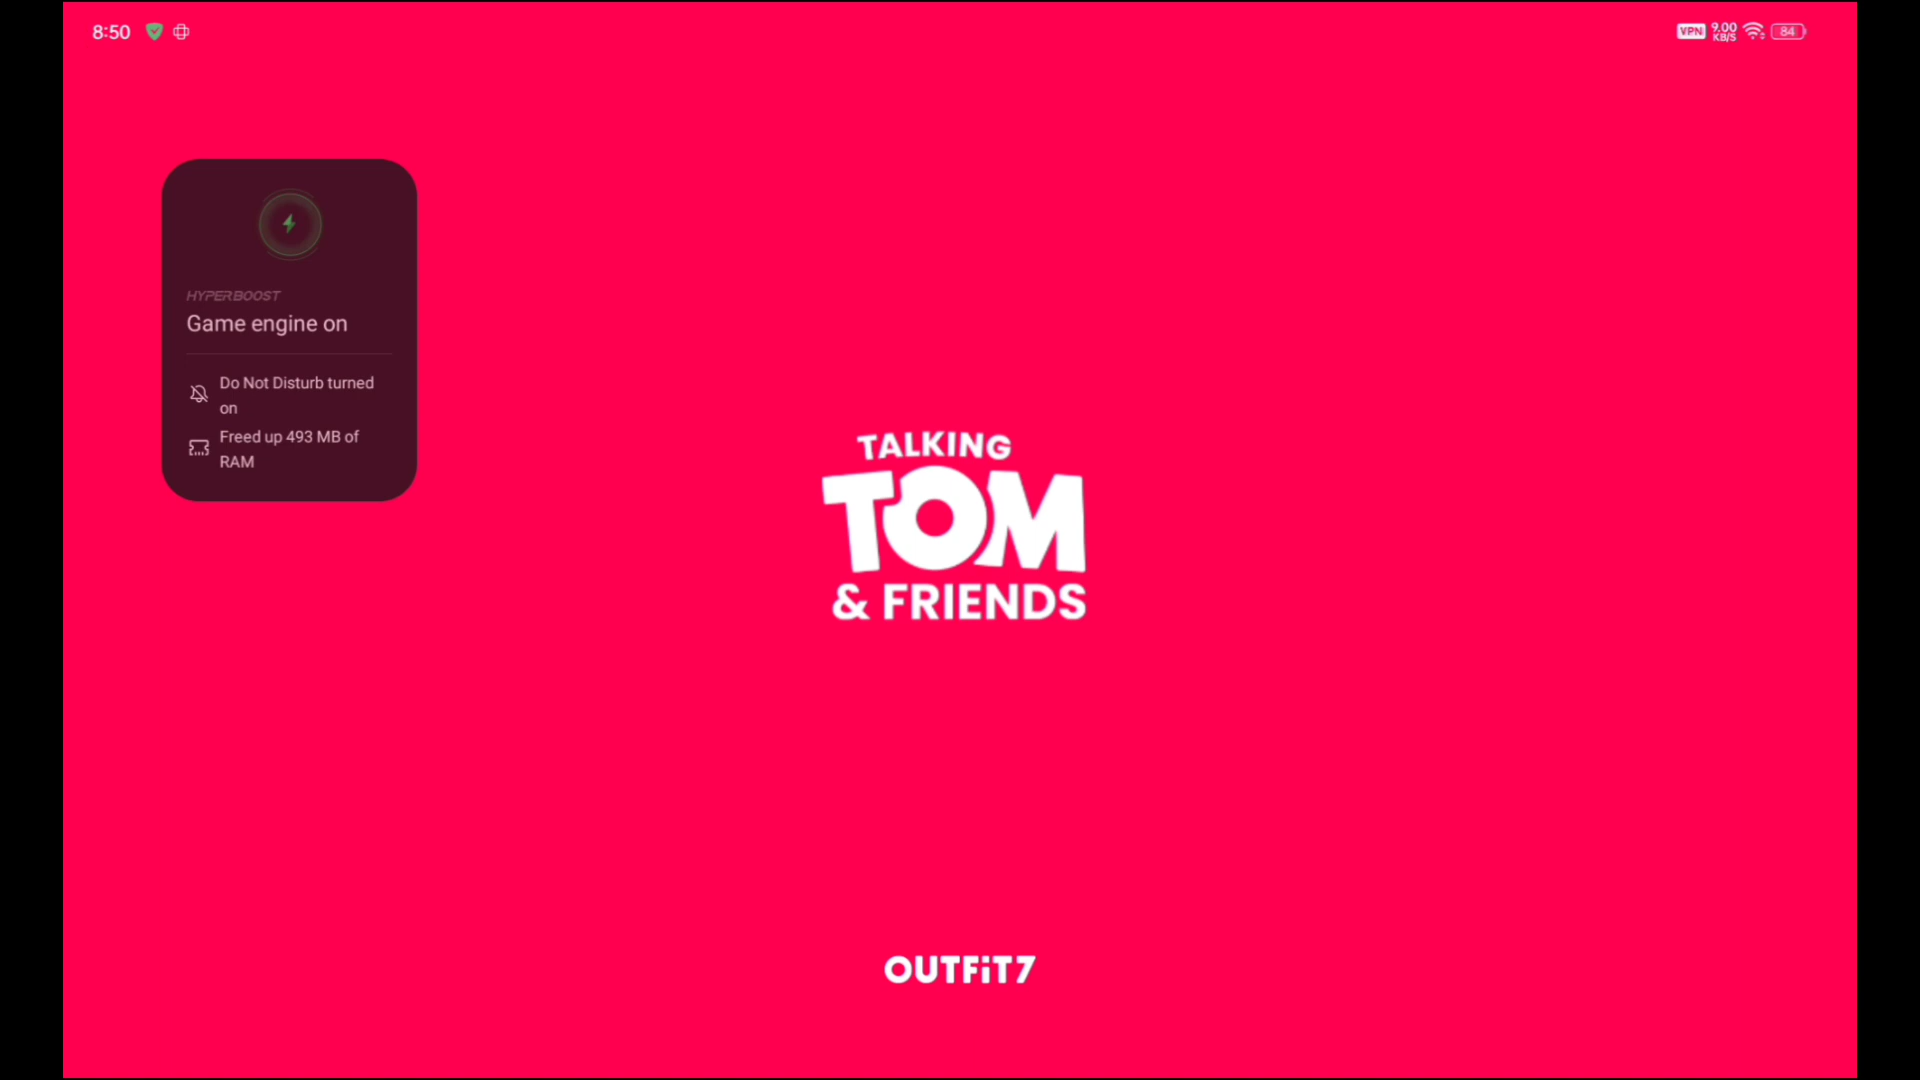 8:50
VPN 9.00 KB/S 84
HYPERBOOST
Game engine on
Do Not Disturb turned
on
Freed up 493 MB of
RAM
TALKING
TOM
& FRIENDS
OUTFiT7